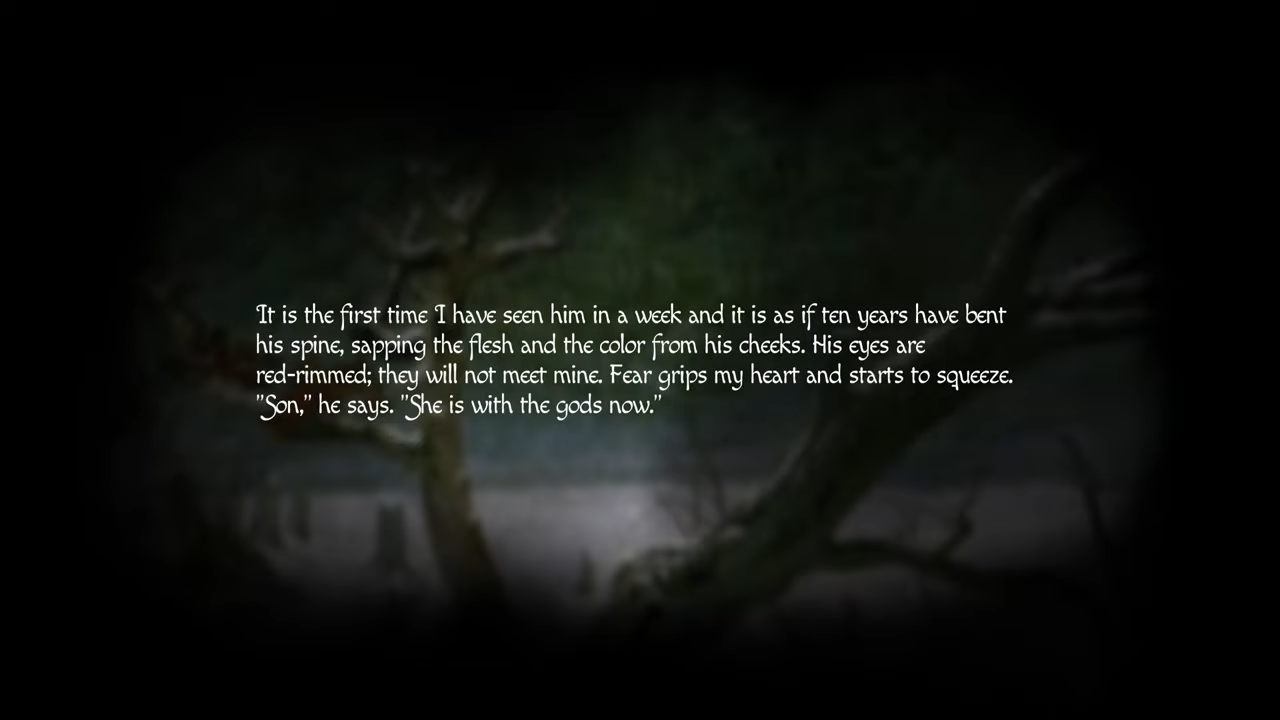 It is the first time I have seen him in a week and it is as if ten years have bent
his spine, sapping the flesh and the color from his cheeks. His eyes are
red-rimmed; they will not meet mine. Fear grips my heart and starts to squeeze.
"Son," he says. "She is with the gods now."